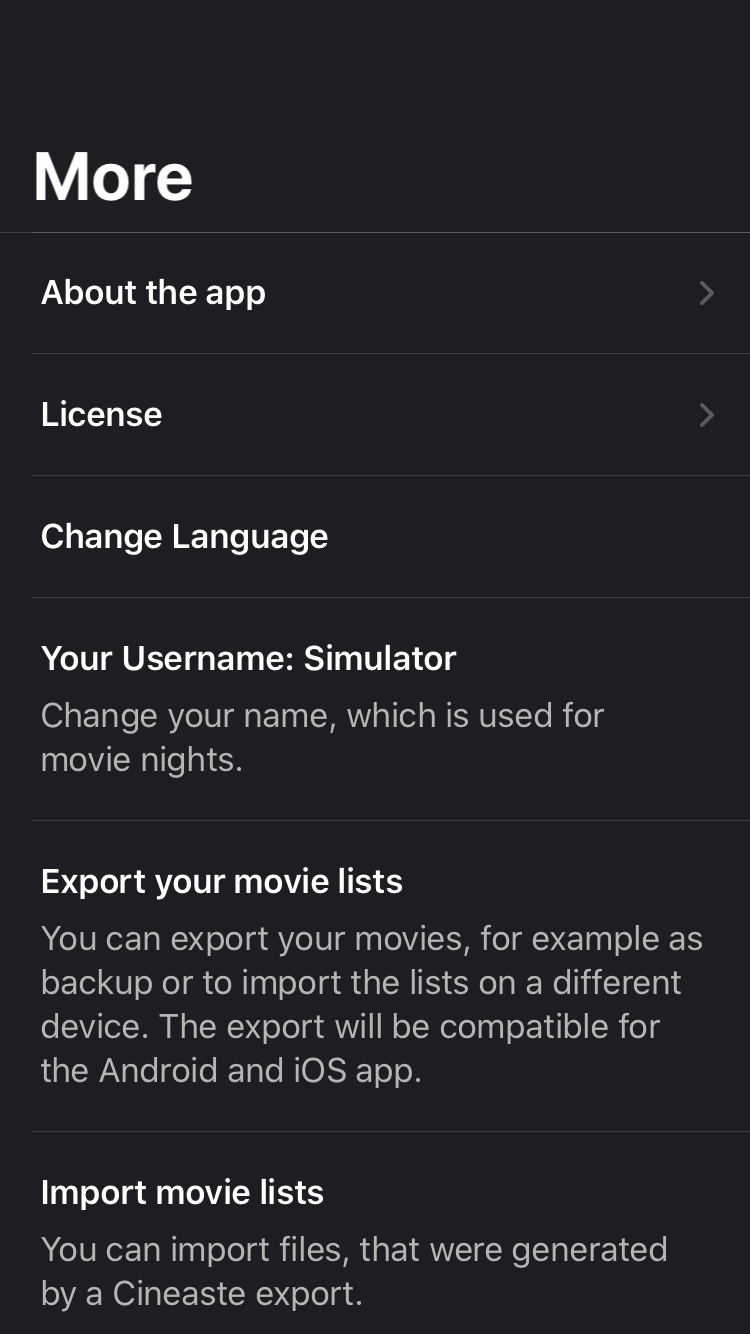 More
About the app
License
Change Language
Your Username: Simulator
Change your name, which is used for
movie nights.
Export your movie lists
You can export your movies, for example as
backup or to import the lists on a different
device. The export will be compatible for
the Android and iOS app.
Import movie lists
You can import files, that were generated
by a Cineaste export.